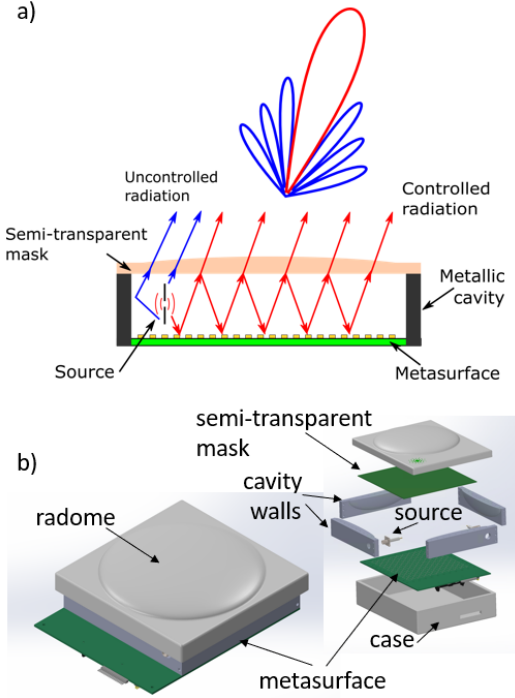 a)
Uncontrolled
radiation
Controlled
radiation
Semi-transparent
mask
Metallic
cavity
Source
Metasurface
semi-transparent
mask
b)
cavity
walls
source
radome
case
metasurface